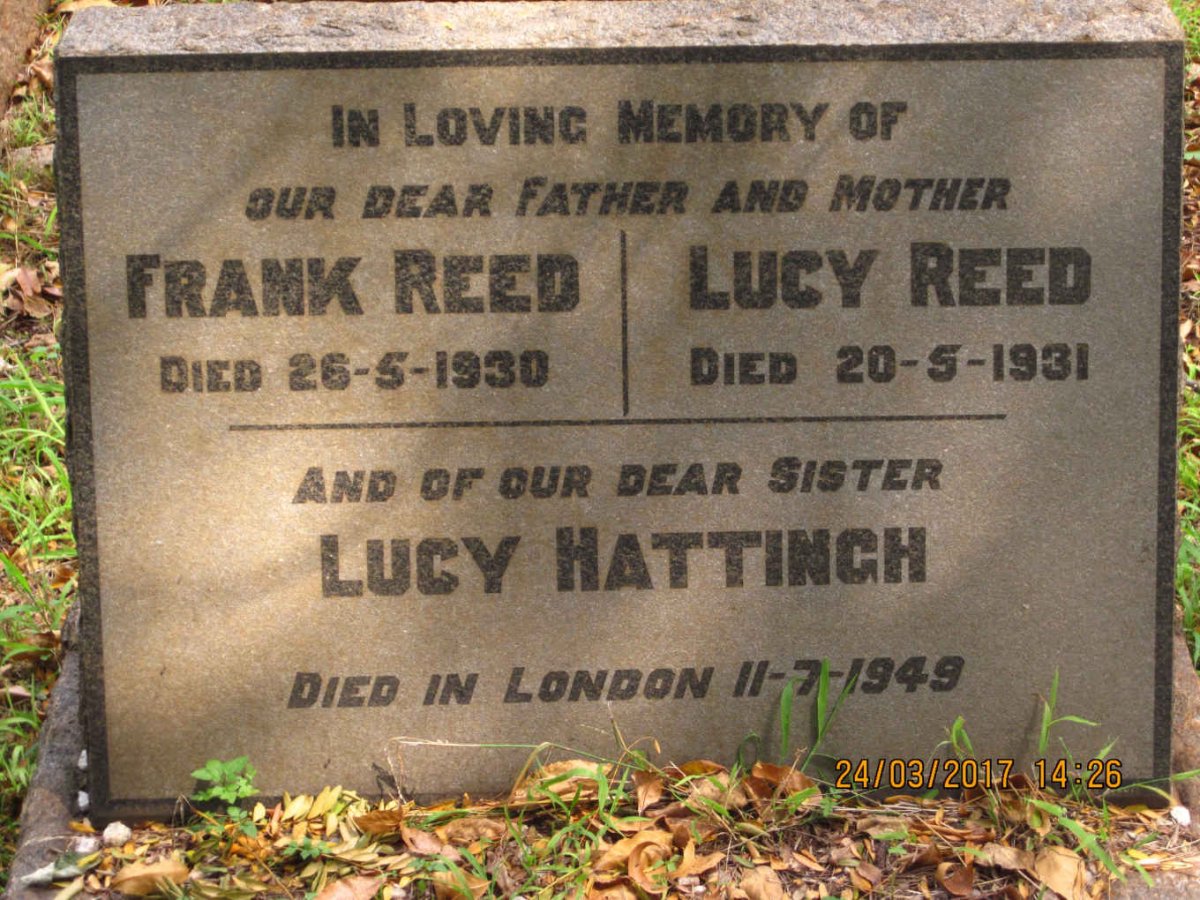 IN LOVING MEMORY OF
OUR DEAR FATHER AND MOTHER
FRANK REED
DIED 26-5-1930
LUCY REED
DIED 20-5-1931
AND OF OUR DEAR SISTER
LUCY HATTINGH
DIED IN LONDON 11-7-1949
24/03/2017 14:26